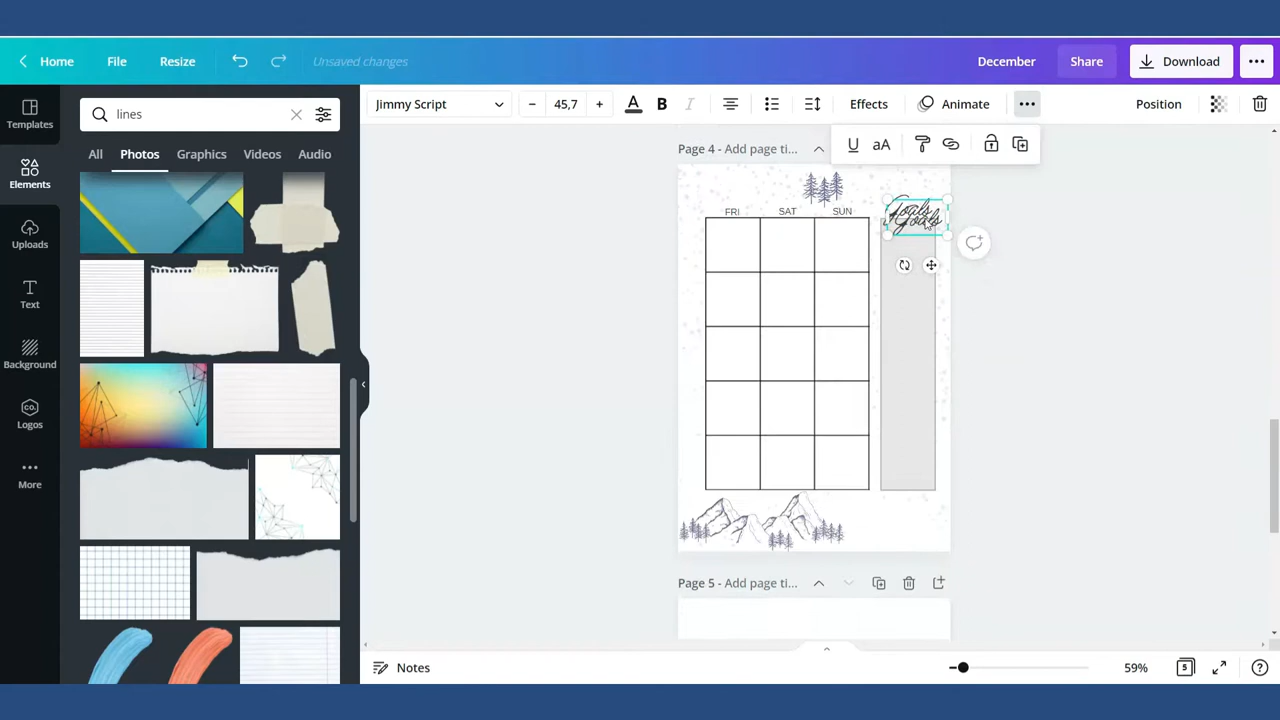 Home
File
Resize
Unsaved changes
December
Share
Download
Templates
Elements
Uploads
Text
Background
CO.
Logos
More
lines
All
Photos
Graphics
Videos
Audio
Jimmy Script
45,7
A
B
I
Effects
Animate
Position
U
aA
Page 4 - Add page ti...
FRI
SAT
SUN
Goals
Goals
Page 5 - Add page ti...
Notes
59%
5
?